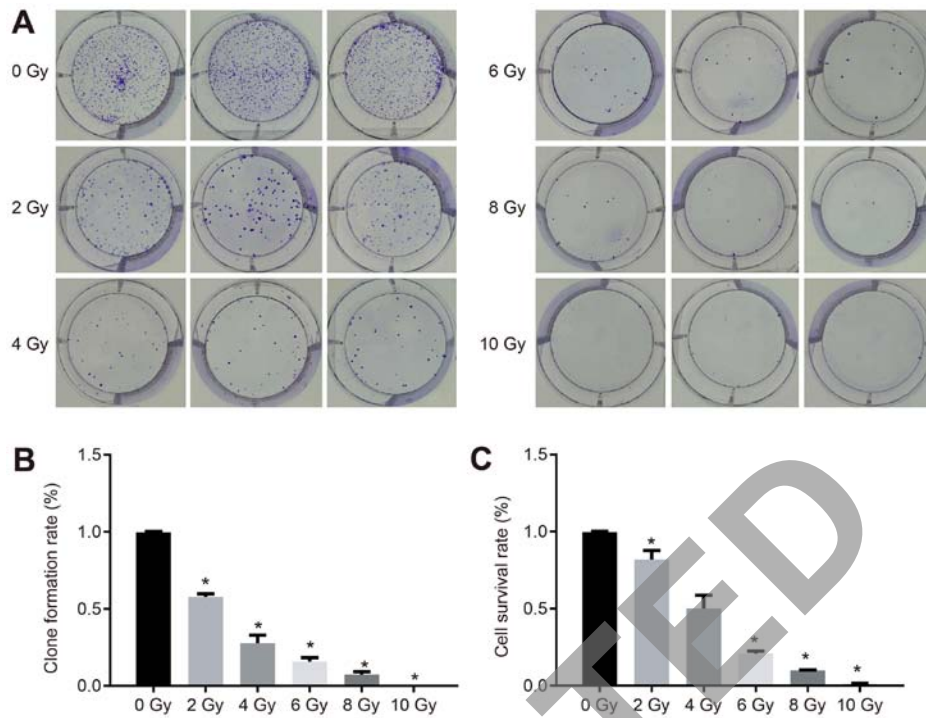 A
0 Gy
2 Gy
4 Gy
6 Gy
8 Gy
10 Gy
B
Clone formation rate (%)
1.5
1.0
0.5
0.0
*
*
*
*
*
0 Gy 2 Gy 4 Gy 6 Gy 8 Gy 10 Gy
C
Cell survival rate (%)
1.5
1.0
0.5
0.0
*
*
*
*
0 Gy 2 Gy 4 Gy 6 Gy 8 Gy 10 Gy
TED